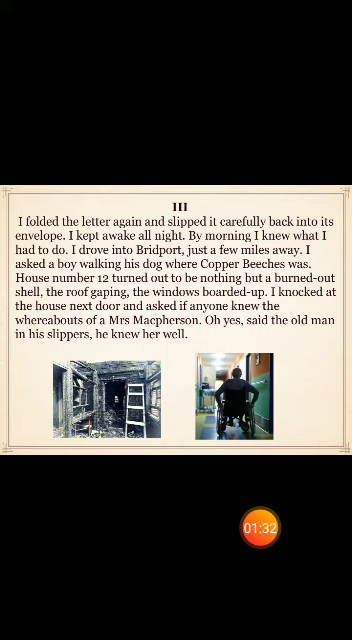 III
I folded the letter again and slipped it carefully back into its
envelope. I kept awake all night. By morning I knew what I
had to do. I drove into Bridport, just a few miles away. I
asked a boy walking his dog where Copper Beeches was.
House number 12 turned out to be nothing but a burned-out
shell, the roof gaping, the windows boarded-up. I knocked at
the house next door and asked if anyone knew the
whereabouts of a Mrs Macpherson. Oh yes, said the old man
in his slippers, he knew her well.
01:32